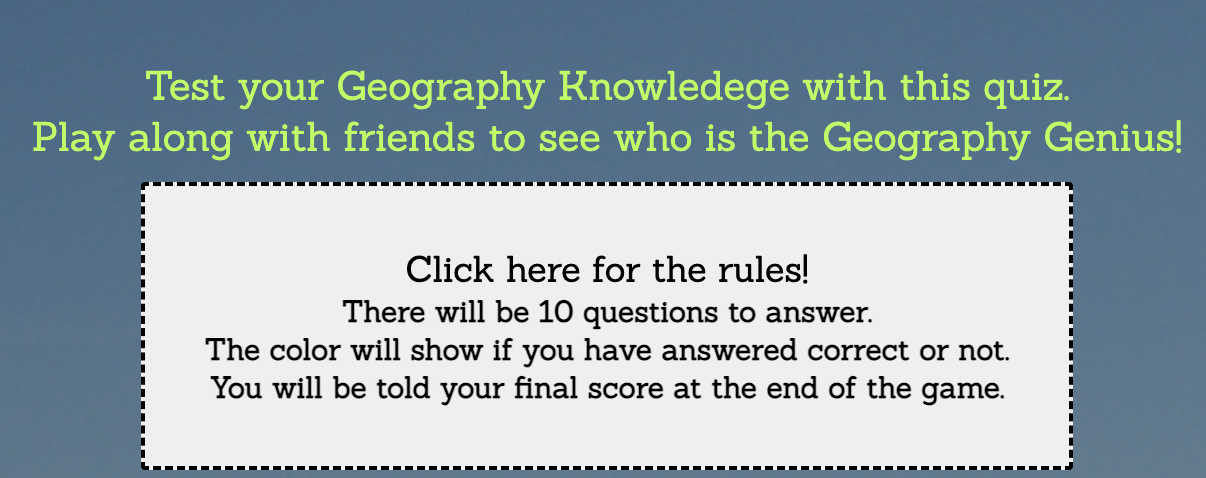 Test your Geography Knowledege with this quiz.
Play along with friends to see who is the Geography Genius!
Click here for the rules!
There will be 10 questions to answer.
The color will show if you have answered correct or not.
You will be told your final score at the end of the game.